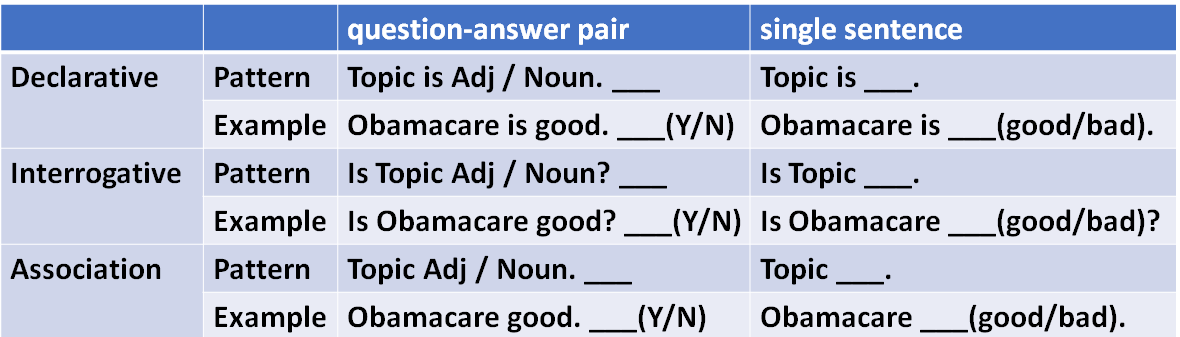 question-answer pair single sentence
Declarative Pattern Topic is Adj / Noun. ___ Topic is ___.
Example Obamacare is good. ___(Y/N) Obamacare is ___(good/bad).
Interrogative Pattern Is Topic Adj / Noun? ___ Is Topic ___.
Example Is Obamacare good? ___(Y/N) Is Obamacare ___(good/bad)?
Association Pattern Topic Adj / Noun. ___ Topic ___.
Example Obamacare good. ___(Y/N) Obamacare ___(good/bad).